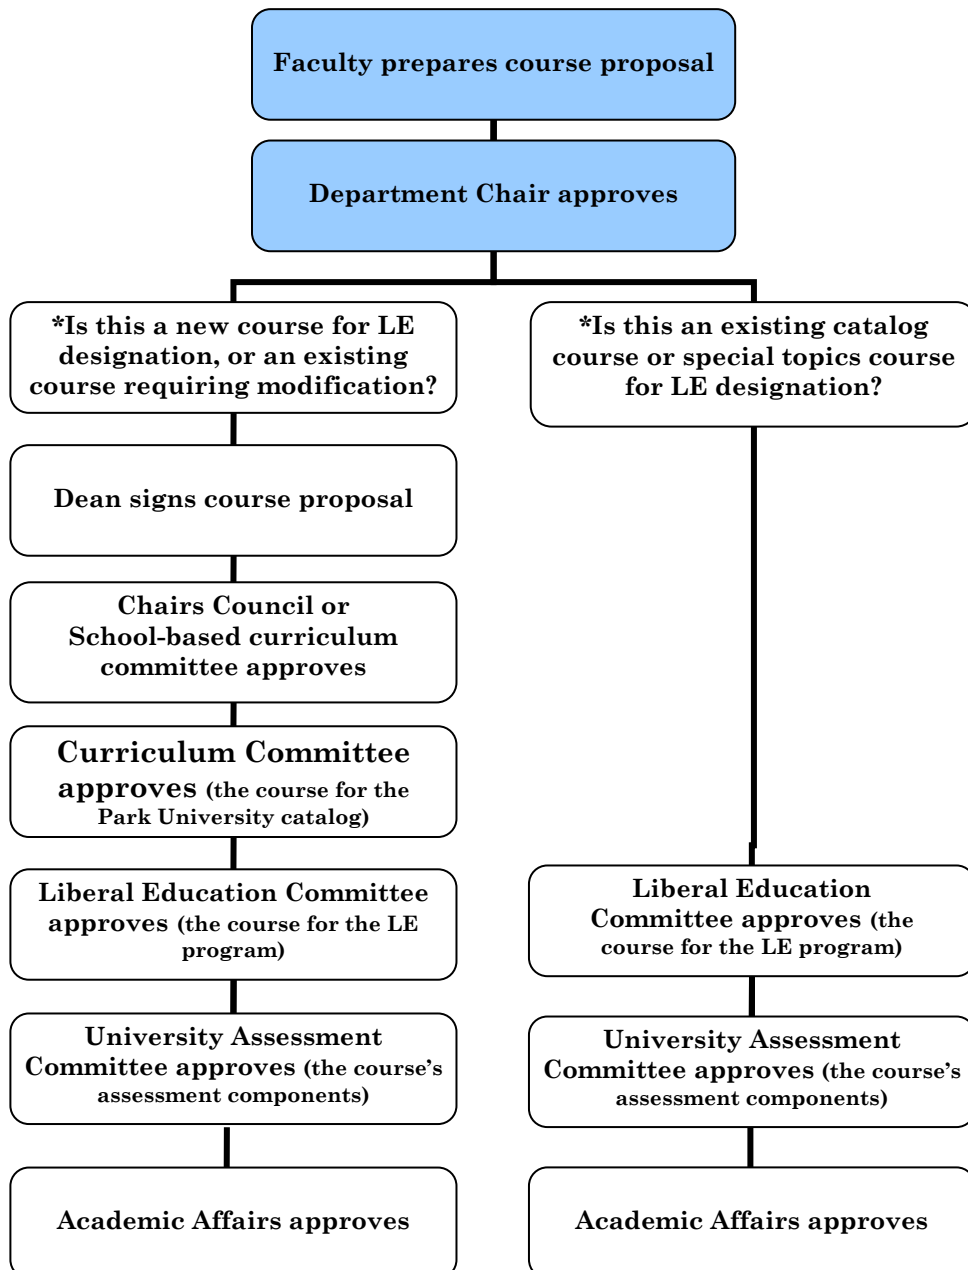 Faculty prepares course proposal
Department Chair approves
*Is this a new course for LE
designation, or an existing
course requiring modification?
Dean signs course proposal
Chairs Council or
School-based curriculum
committee approves
Curriculum Committee
approves (the course for the
Park University catalog)
Liberal Education Committee
approves (the course for the LE
program)
University Assessment
Committee approves (the course’s
assessment components)
Academic Affairs approves
*Is this an existing catalog
course or special topics course
for LE designation?
Liberal Education
Committee approves (the
course for the LE program)
University Assessment
Committee approves (the course’s
assessment components)
Academic Affairs approves